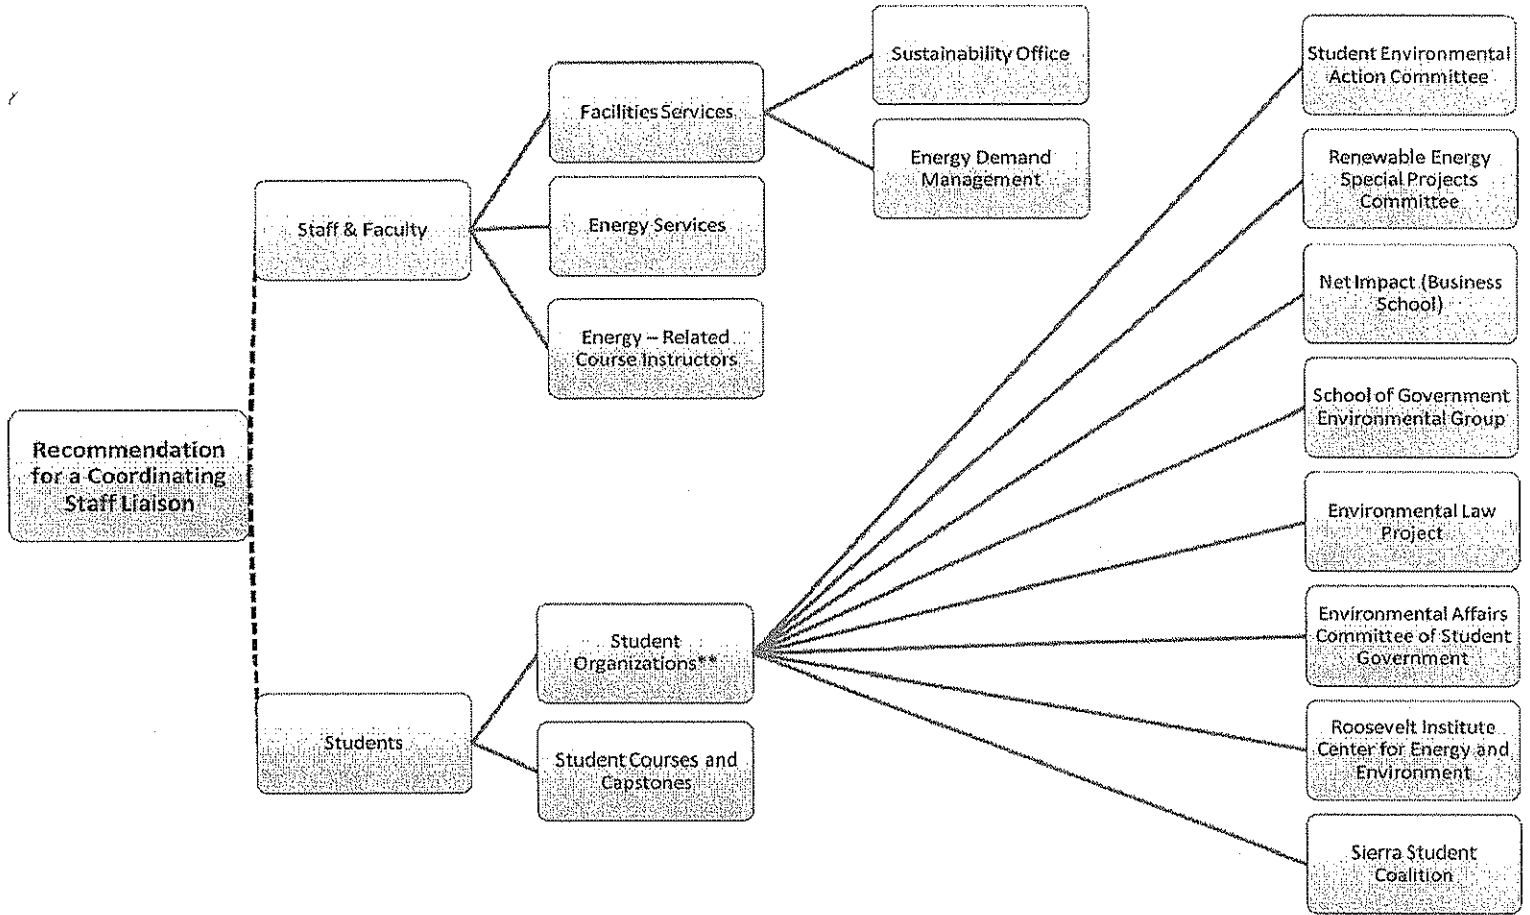 Recommendation
for a Coordinating
Staff Liaison
Staff & Faculty
Facilities Services
Sustainability Office
Energy Demand
Management
Energy Services
Energy – Related
Course Instructors
Students
Student
Organizations**
Student Environmental
Action Committee
Renewable Energy
Special Projects
Committee
Net Impact (Business
School)
School of Government
Environmental Group
Environmental Law
Project
Environmental Affairs
Committee of Student
Government
Roosevelt Institute
Center for Energy and
Environment
Sierra Student
Coalition
Student Courses and
Capstones